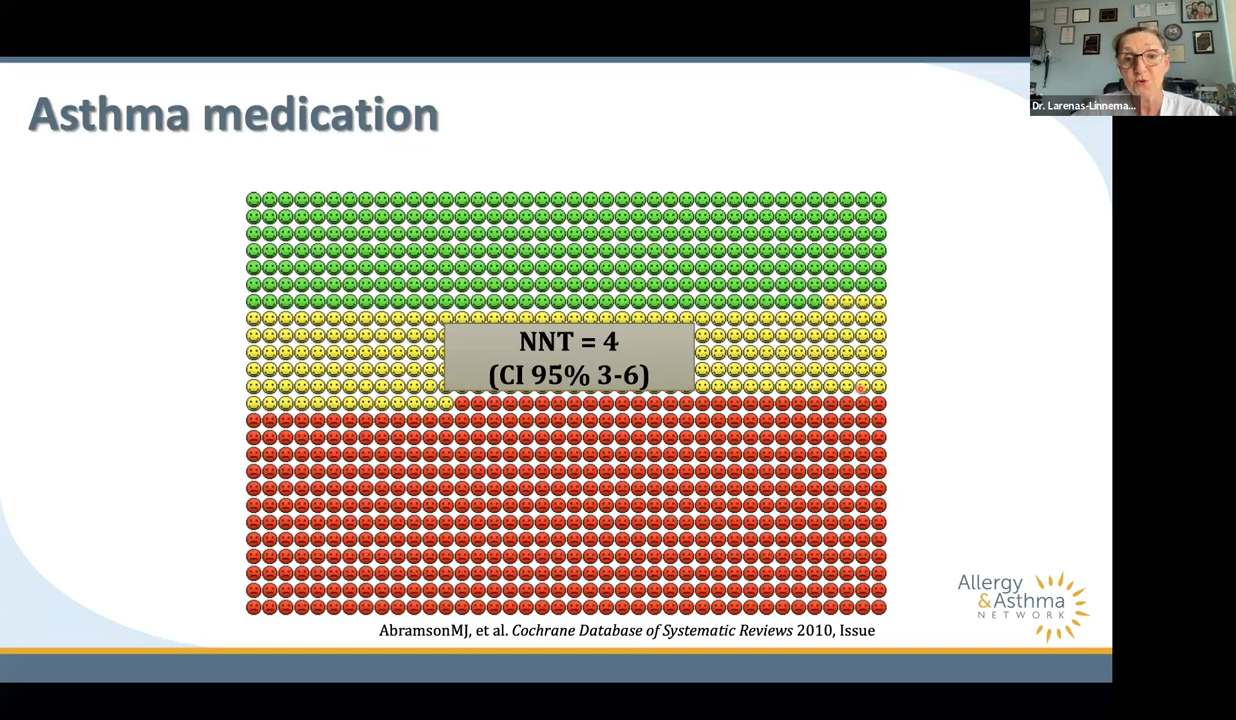 Dr. Larenas-Linnema...
Asthma medication
NNT = 4
(CI 95% 3-6)
Allergy
&Asthma
NETWORK
AbramsonMJ, et al. Cochrane Database of Systematic Reviews 2010, Issue